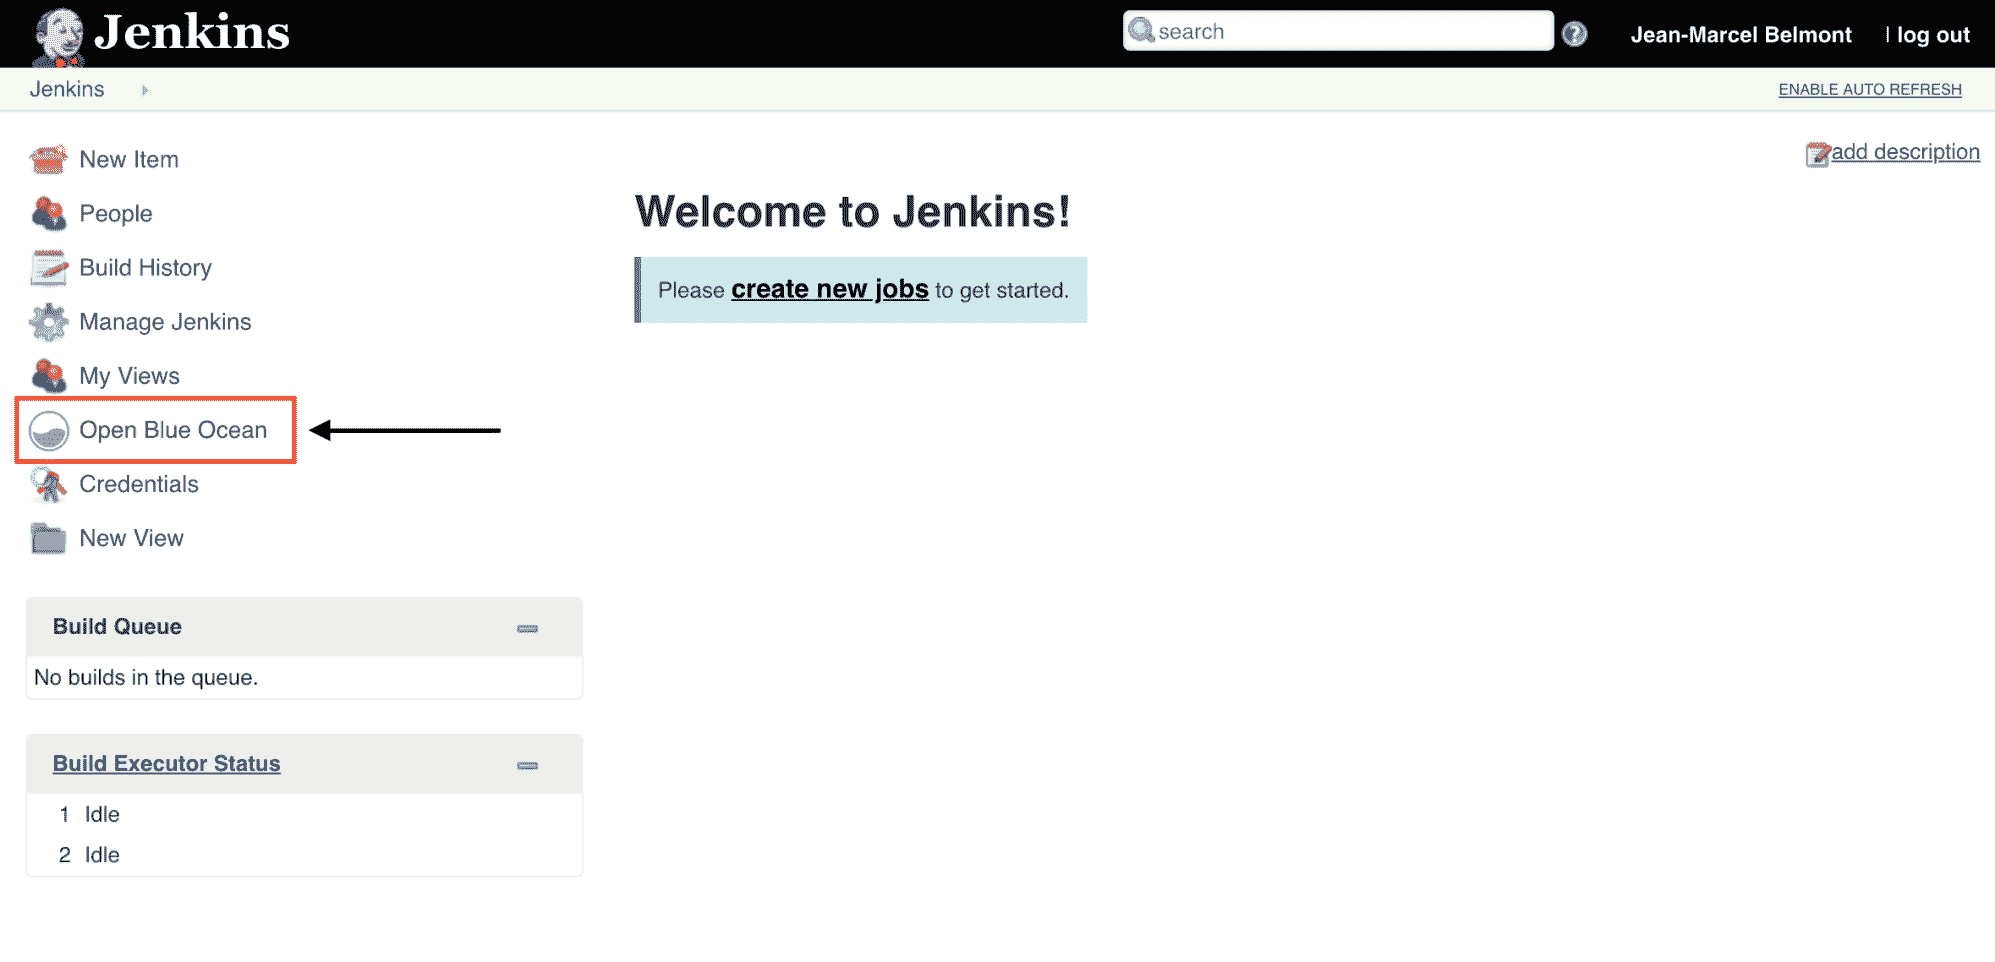 Jenkins
search
Jean-Marcel Belmont | log out
Jenkins
ENABLE AUTO REFRESH
add description
New Item
People
Build History
Manage Jenkins
My Views
Open Blue Ocean
Credentials
New View
Welcome to Jenkins!
Please create new jobs to get started.
Build Queue
No builds in the queue.
Build Executor Status
1 Idle
2 Idle